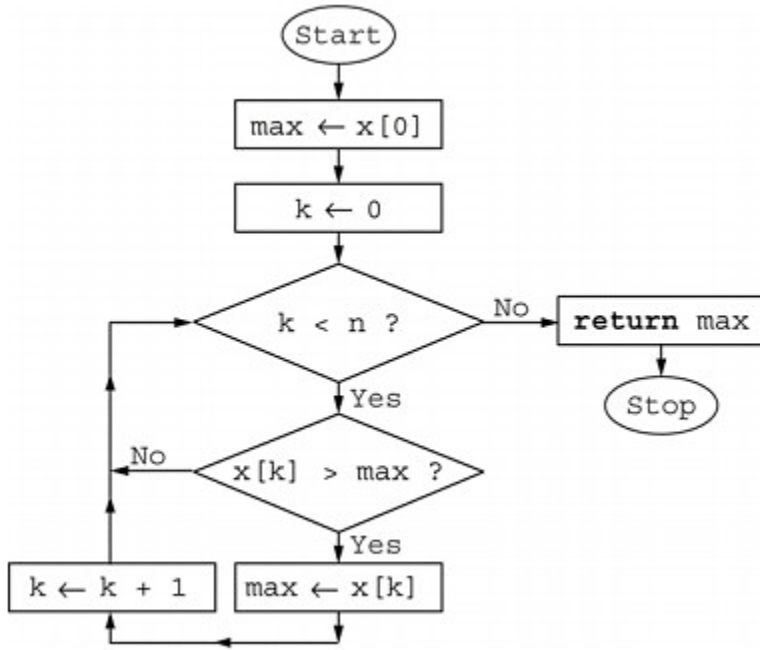 Start
max ← x[0]
k ← 0
k < n ?
No
return max
Yes
Stop
No
x[k] > max ?
Yes
k ← k + 1
max ← x[k]